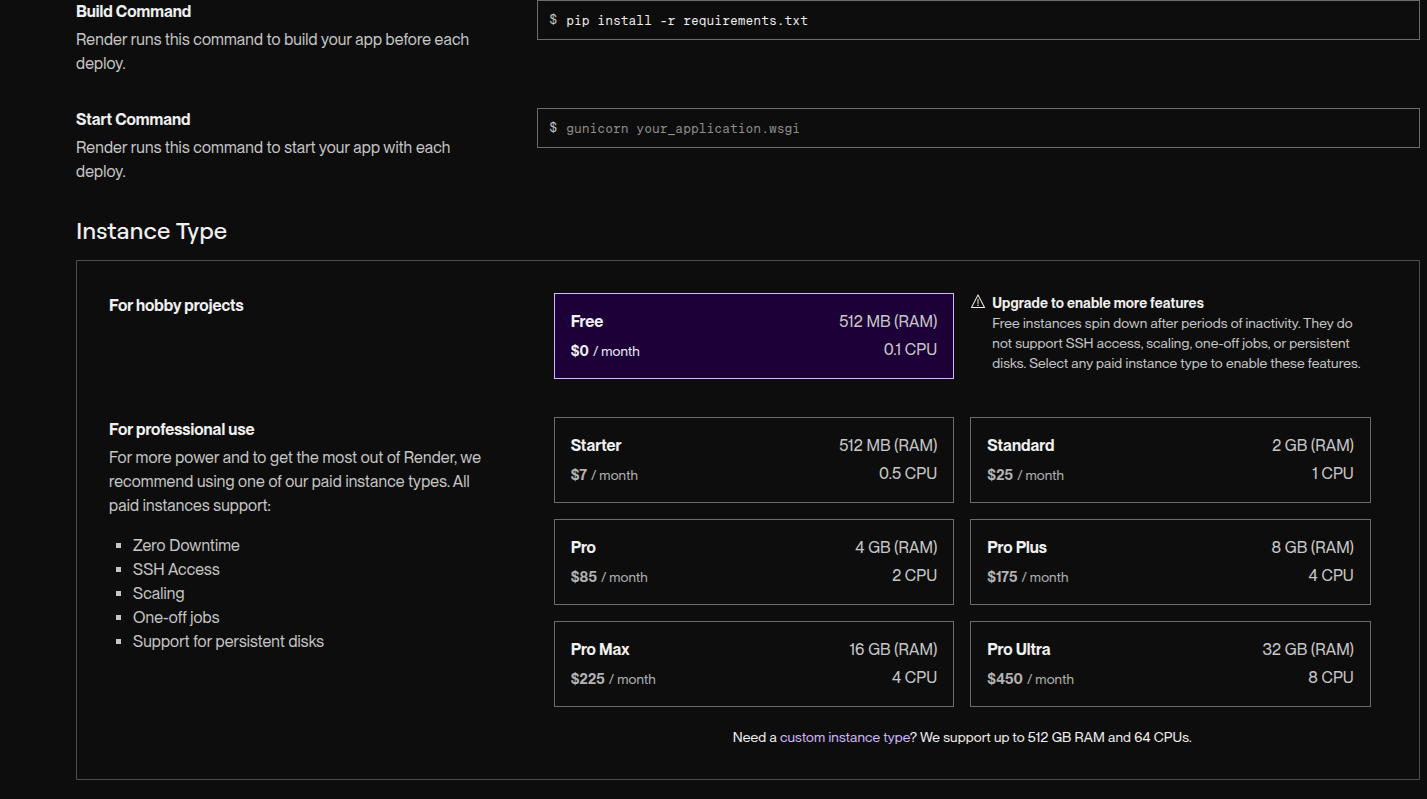 Build Command
$ pip install -r requirements.txt
Render runs this command to build your app before each
deploy.
Start Command
$ gunicorn your_application.wsgi
Render runs this command to start your app with each
deploy.
Instance Type
For hobby projects
Free 512 MB (RAM)
$0 / month 0.1 CPU
Upgrade to enable more features
Free instances spin down after periods of inactivity. They do
not support SSH access, scaling, one-off jobs, or persistent
disks. Select any paid instance type to enable these features.
For professional use
For more power and to get the most out of Render, we
recommend using one of our paid instance types. All
paid instances support:
Zero Downtime
SSH Access
Scaling
One-off jobs
Support for persistent disks
Starter 512 MB (RAM)
$7 / month 0.5 CPU
Standard 2 GB (RAM)
$25 / month 1 CPU
Pro 4 GB (RAM)
$85 / month 2 CPU
Pro Plus 8 GB (RAM)
$175 / month 4 CPU
Pro Max 16 GB (RAM)
$225 / month 4 CPU
Pro Ultra 32 GB (RAM)
$450 / month 8 CPU
Need a custom instance type? We support up to 512 GB RAM and 64 CPUs.